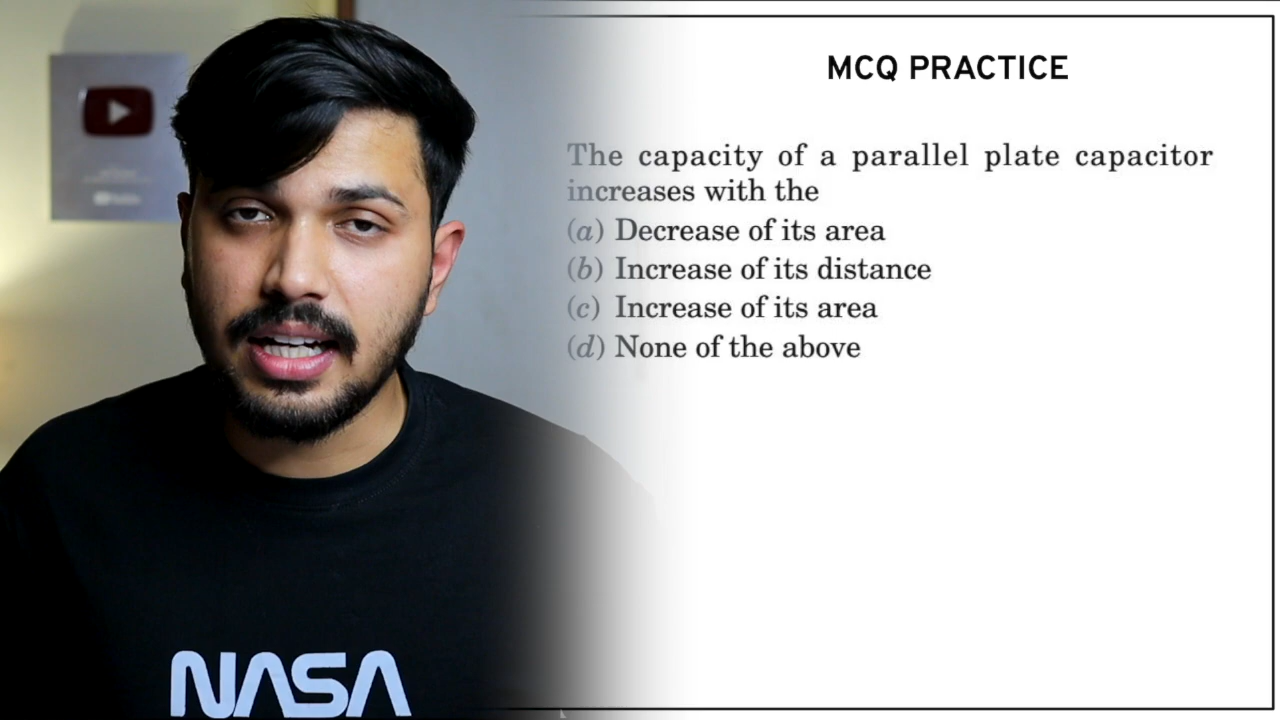 MCQ PRACTICE
The capacity of a parallel plate capacitor
increases with the
(a) Decrease of its area
(b) Increase of its distance
(c) Increase of its area
(d) None of the above
NASA